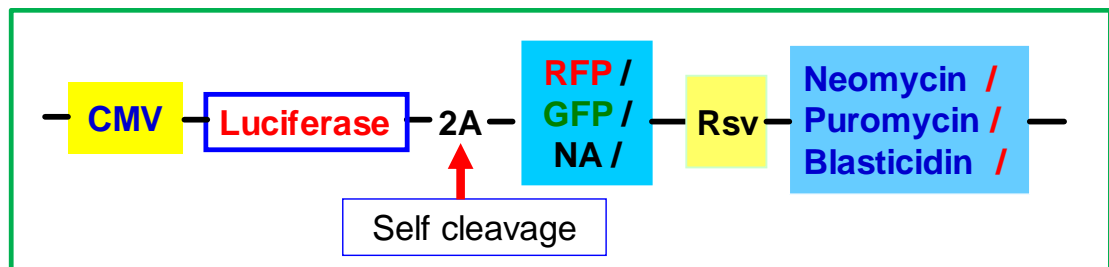 CMV
Luciferase
2A
RFP /
GFP /
NA /
Rsv
Neomycin /
Puromycin /
Blasticidin /
Self cleavage